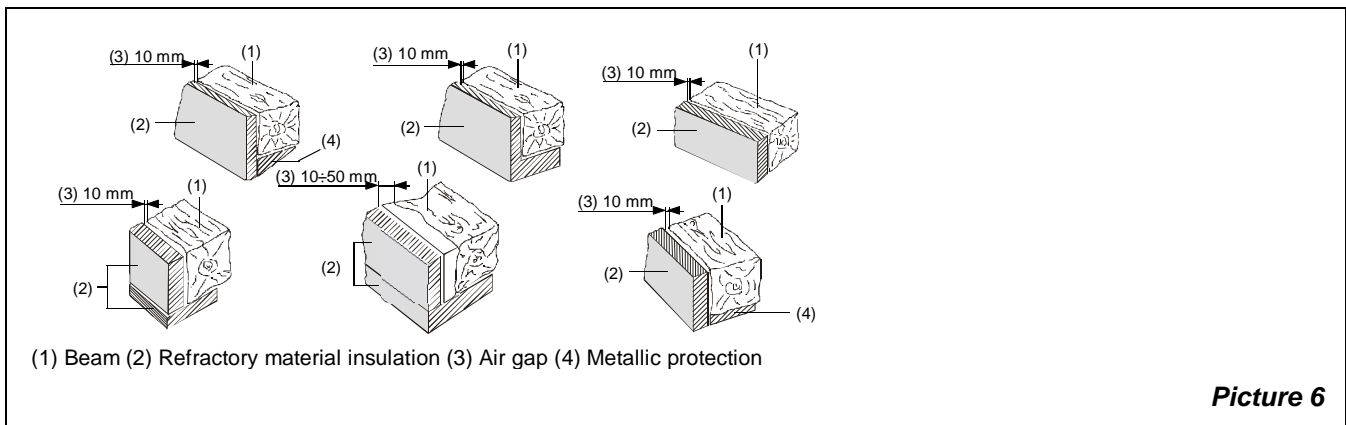 (3) 10 mm (1) (3) 10 mm (1) (3) 10 mm (1)
(2) (2) (2)
(4)
(3) 10 mm (1) (3) 10÷50 mm (1) (3) 10 mm (1)
(2) (2) (2)
(4)
(1) Beam (2) Refractory material insulation (3) Air gap (4) Metallic protection
Picture 6